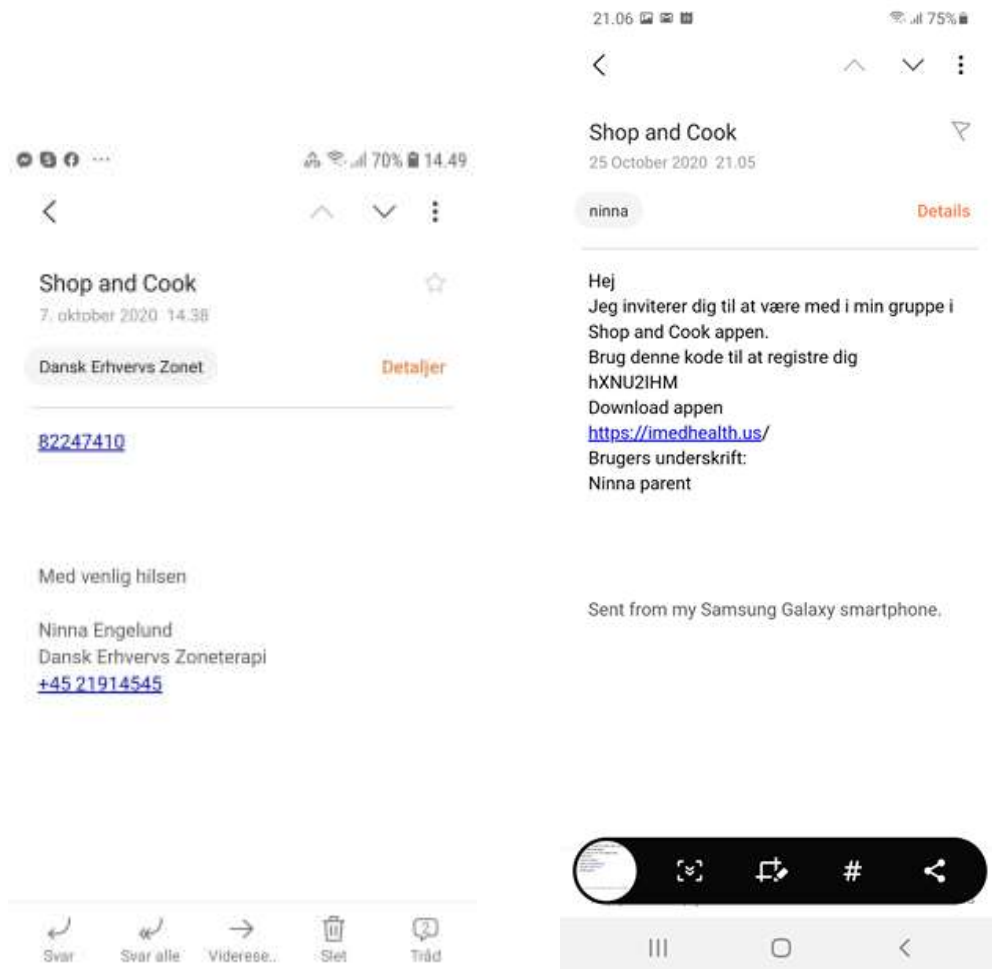 70% 14.49
Shop and Cook
7. oktober 2020 14.38
Dansk Erhvervs Zonet
Detaljer
82247410
Med venlig hilsen
Ninna Engelund
Dansk Erhvervs Zoneterapi
+45 21914545
Svar
Svar alle
Viderese..
Slet
2
Tråd
21.06
75%
Shop and Cook
25 October 2020 21.05
ninna
Details
Hej
Jeg inviterer dig til at være med i min gruppe i
Shop and Cook appen.
Brug denne kode til at registre dig
hXNU2IHM
Download appen
https://imedhealth.us/
Brugers underskrift:
Ninna parent
Sent from my Samsung Galaxy smartphone.
#